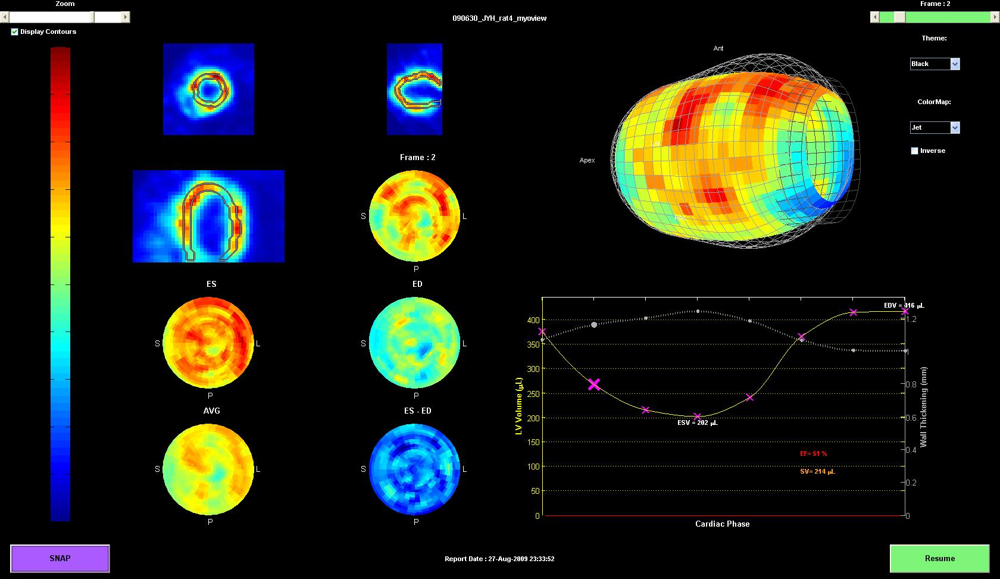 Zoom
090630_JYH_rat4_myoview
Frame : 2
Display Contours
Theme:
Black
ColorMap:
Jet
Inverse
Ant
Lat
Apex
Pos
Frame : 2
S
L
P
ES
S
L
P
ED
S
L
P
AVG
S
L
P
ES - ED
S
L
P
EDV = 416 µL
400
350
300
250
200
150
100
50
0
LV Volume (µL)
1.2
1
0.8
0.6
0.4
0.2
0
Wall Thickening (mm)
ESV = 202 µL
EF= 51 %
SV= 214 µL
Cardiac Phase
SNAP
Report Date : 27-Aug-2009 23:33:52
Resume